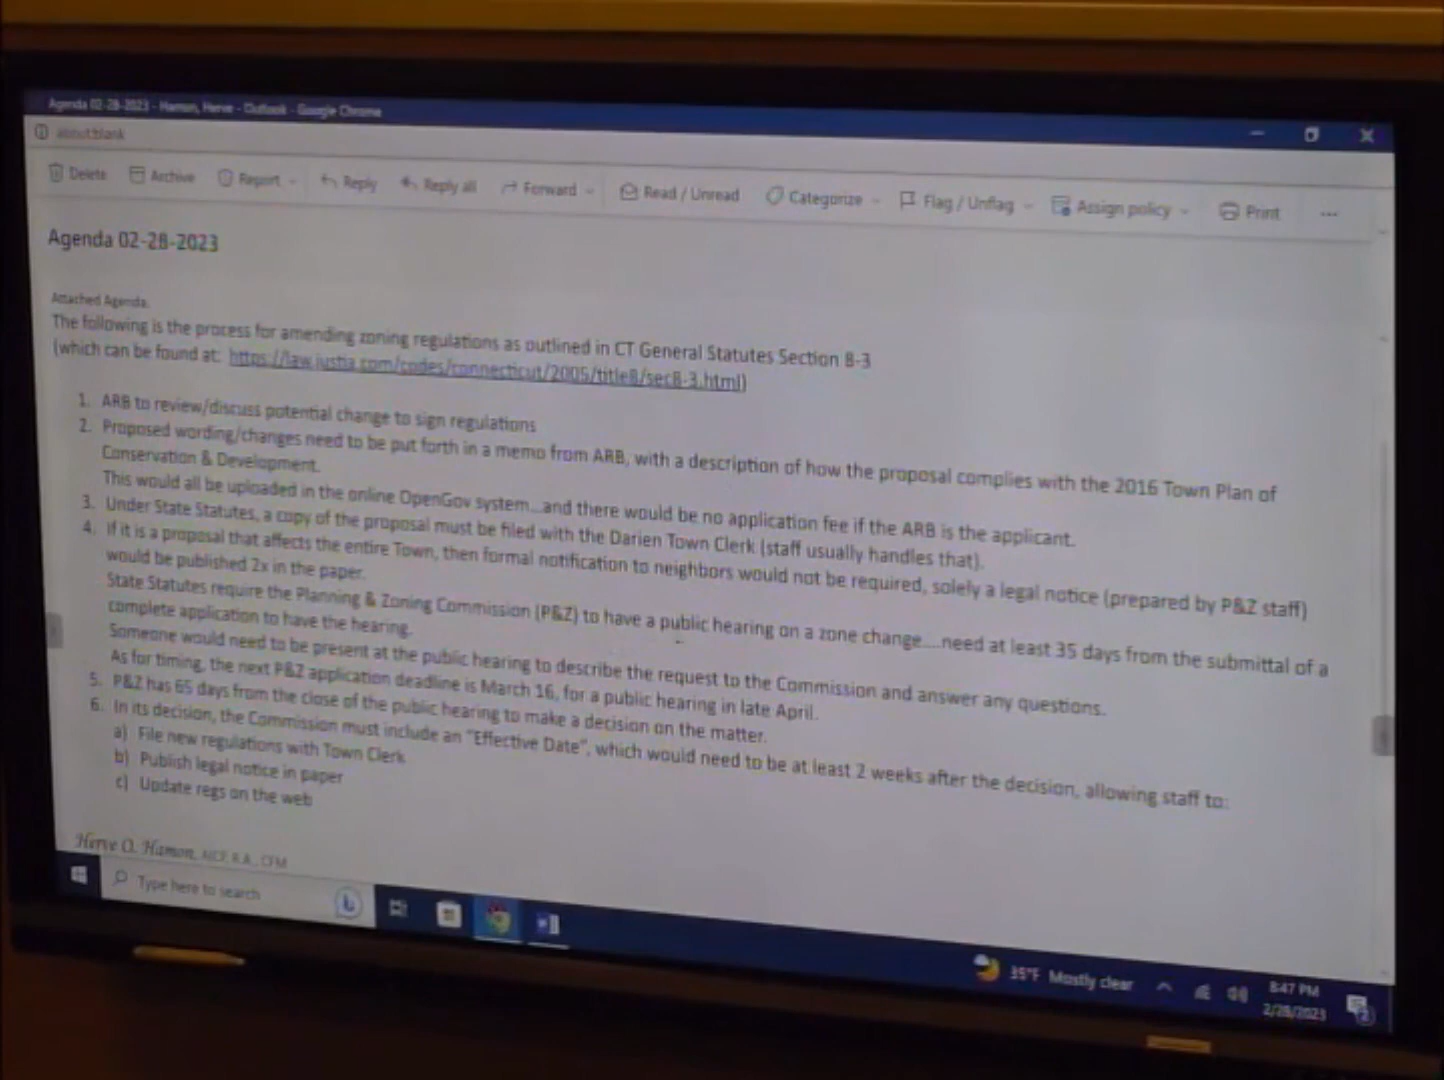 Agenda 02-28-2023 - Hamon, Herve - Outlook - Google Chrome
about:blank
Delete Archive Report Reply Reply all Forward Read / Unread Categorize Flag / Unflag Assign policy Print ...
Agenda 02-28-2023
Attached Agenda.
The following is the process for amending zoning regulations as outlined in CT General Statutes Section 8-3
(which can be found at: https://law.justia.com/codes/connecticut/2005/title8/sec8-3.html)
1. ARB to review/discuss potential change to sign regulations
2. Proposed wording/changes need to be put forth in a memo from ARB, with a description of how the proposal complies with the 2016 Town Plan of
Conservation & Development.
This would all be uploaded in the online OpenGov system...and there would be no application fee if the ARB is the applicant.
3. Under State Statutes, a copy of the proposal must be filed with the Darien Town Clerk (staff usually handles that).
4. If it is a proposal that affects the entire Town, then formal notification to neighbors would not be required, solely a legal notice (prepared by P&Z staff)
would be published 2x in the paper.
State Statutes require the Planning & Zoning Commission (P&Z) to have a public hearing on a zone change....need at least 35 days from the submittal of a
complete application to have the hearing.
Someone would need to be present at the public hearing to describe the request to the Commission and answer any questions.
As for timing, the next P&Z application deadline is March 16, for a public hearing in late April.
5. P&Z has 65 days from the close of the public hearing to make a decision on the matter.
6. In its decision, the Commission must include an "Effective Date", which would need to be at least 2 weeks after the decision, allowing staff to:
a) File new regulations with Town Clerk
b) Publish legal notice in paper
c) Update regs on the web
Herve O. Hamon, AICP, R.A., CFM
Type here to search
35°F Mostly clear
8:47 PM
2/28/2023
2